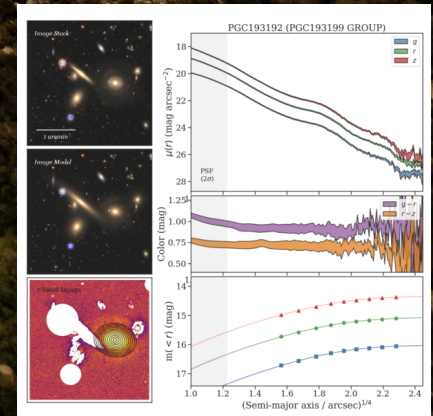 PGC193192 (PGC193199 GROUP)
Image Stack
1 arcmin
Image Model
r-band Image
μ(r) (mag arcsec⁻²)
18
20
22
24
26
28
g
r
z
PSF
(2σ)
Color (mag)
1.25
1.00
0.75
0.50
g − r
r − z
m(< r) (mag)
14
15
16
17
1.0 1.2 1.4 1.6 1.8 2.0 2.2 2.4
(Semi-major axis / arcsec)^1/4